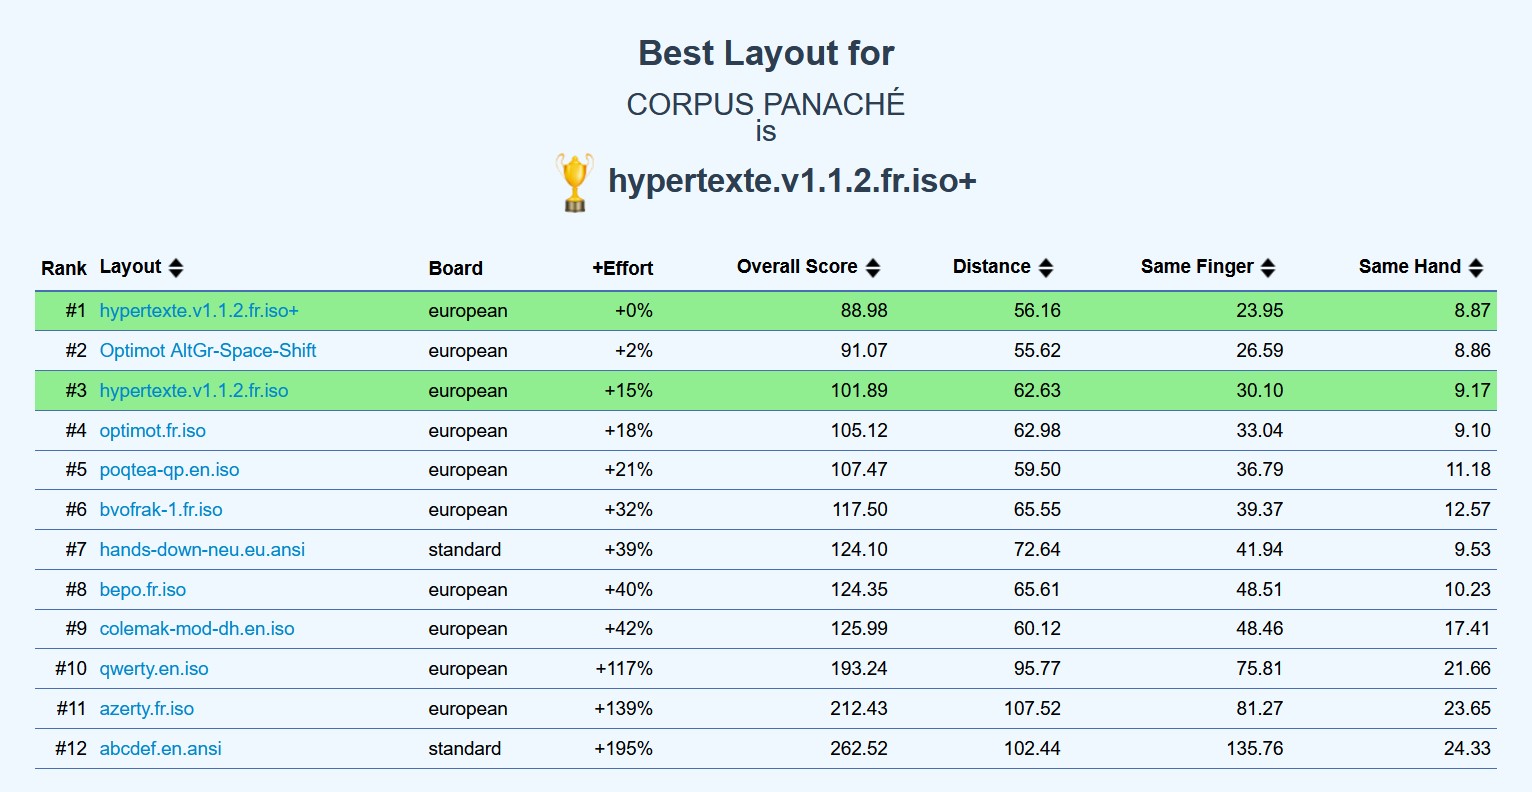 Best Layout for
CORPUS PANACHÉ
is
hypertexte.v1.1.2.fr.iso+
Rank Layout Board +Effort Overall Score Distance Same Finger Same Hand
#1 hypertexte.v1.1.2.fr.iso+ european +0% 88.98 56.16 23.95 8.87
#2 Optimot AltGr-Space-Shift european +2% 91.07 55.62 26.59 8.86
#3 hypertexte.v1.1.2.fr.iso european +15% 101.89 62.63 30.10 9.17
#4 optimot.fr.iso european +18% 105.12 62.98 33.04 9.10
#5 poqtea-qp.en.iso european +21% 107.47 59.50 36.79 11.18
#6 bvofrak-1.fr.iso european +32% 117.50 65.55 39.37 12.57
#7 hands-down-neu.eu.ansi standard +39% 124.10 72.64 41.94 9.53
#8 bepo.fr.iso european +40% 124.35 65.61 48.51 10.23
#9 colemak-mod-dh.en.iso european +42% 125.99 60.12 48.46 17.41
#10 qwerty.en.iso european +117% 193.24 95.77 75.81 21.66
#11 azerty.fr.iso european +139% 212.43 107.52 81.27 23.65
#12 abcdef.en.ansi standard +195% 262.52 102.44 135.76 24.33